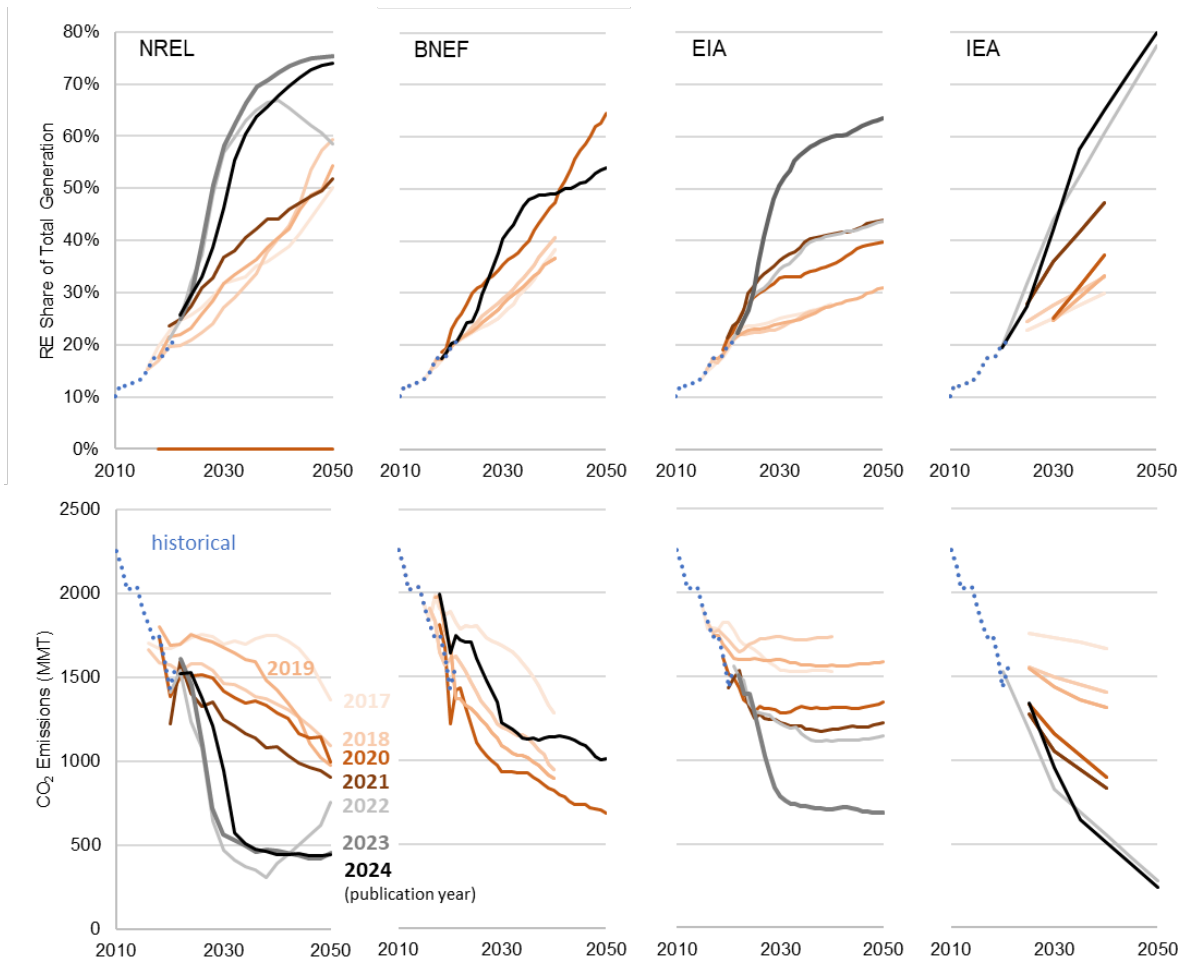 NREL
BNEF
EIA
IEA
RE Share of Total Generation
80%
70%
60%
50%
40%
30%
20%
10%
0%
2010 2030 2050
2010 2030 2050
2010 2030 2050
2010 2030 2050
CO2 Emissions (MMT)
2500
2000
1500
1000
500
0
historical
2019
2017
2018
2020
2021
2022
2023
2024
(publication year)
2010 2030 2050
2010 2030 2050
2010 2030 2050
2010 2030 2050